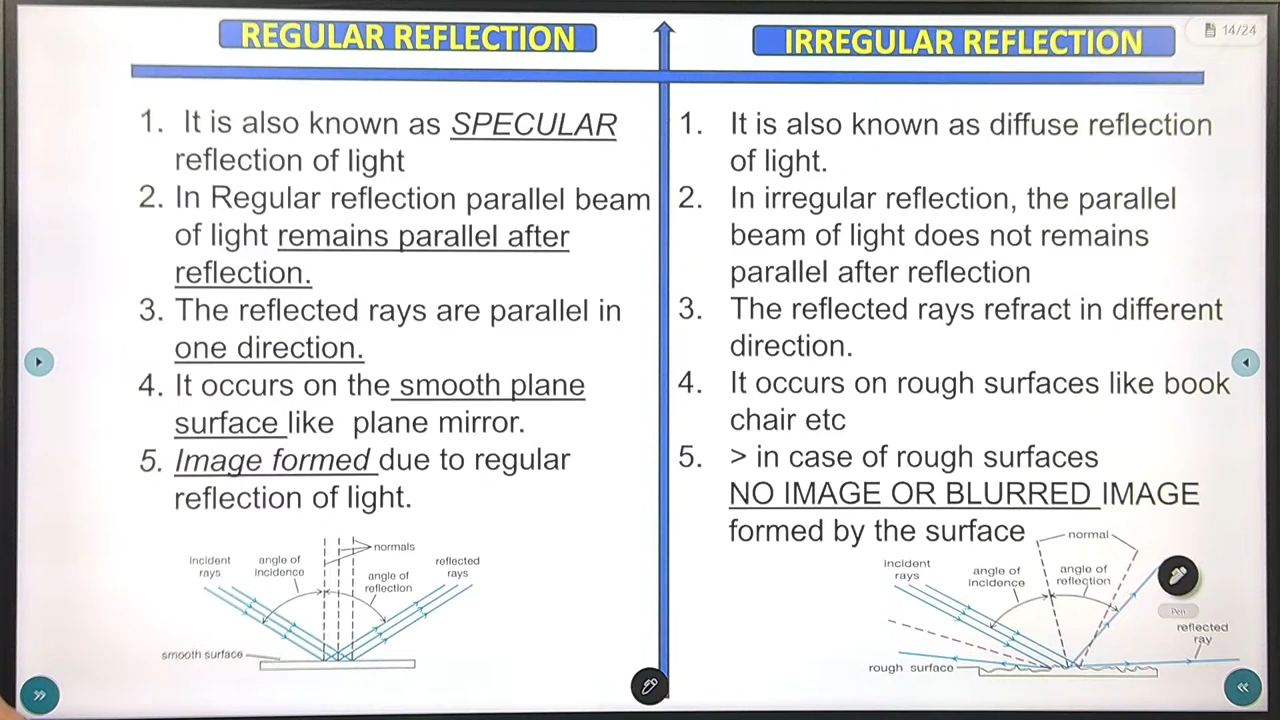 REGULAR REFLECTION
IRREGULAR REFLECTION
14/24
1. It is also known as SPECULAR
reflection of light
2. In Regular reflection parallel beam
of light remains parallel after
reflection.
3. The reflected rays are parallel in
one direction.
4. It occurs on the smooth plane
surface like plane mirror.
5. Image formed due to regular
reflection of light.
1. It is also known as diffuse reflection
of light.
2. In irregular reflection, the parallel
beam of light does not remains
parallel after reflection
3. The reflected rays refract in different
direction.
4. It occurs on rough surfaces like book
chair etc
5. > in case of rough surfaces
NO IMAGE OR BLURRED IMAGE
formed by the surface
incident
rays
angle of
incidence
normals
angle of
reflection
reflected
rays
smooth surface
incident
rays
angle of
incidence
normal
angle of
reflection
Pen
reflected
ray
rough surface